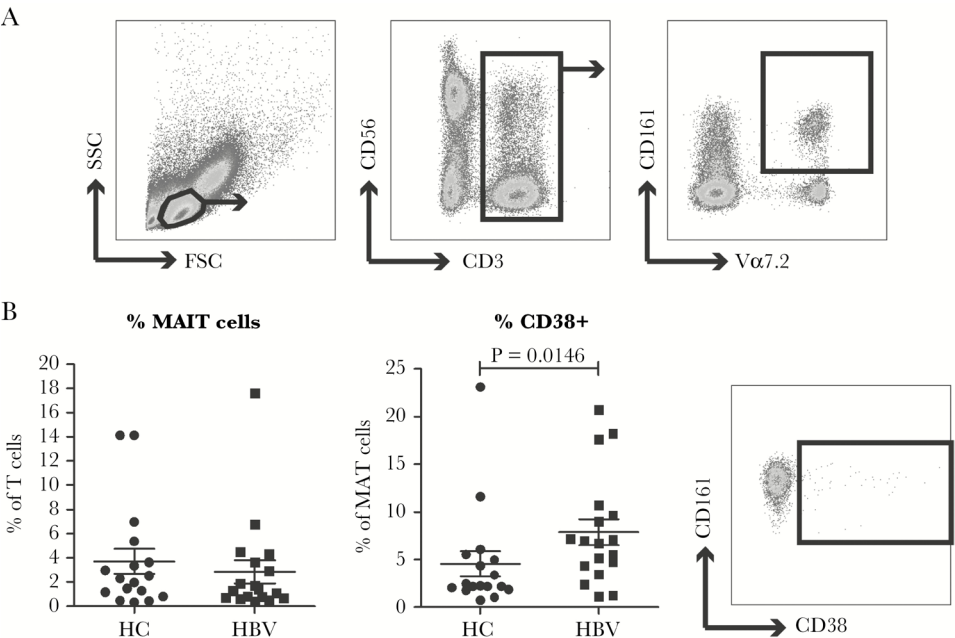 A
SSC
FSC
CD56
CD3
CD161
Vα7.2
B
% MAIT cells
% of T cells
20
18
16
14
12
10
8
6
4
2
0
HC
HBV
% CD38+
P = 0.0146
% of MAT cells
25
20
15
10
5
0
HC
HBV
CD161
CD38